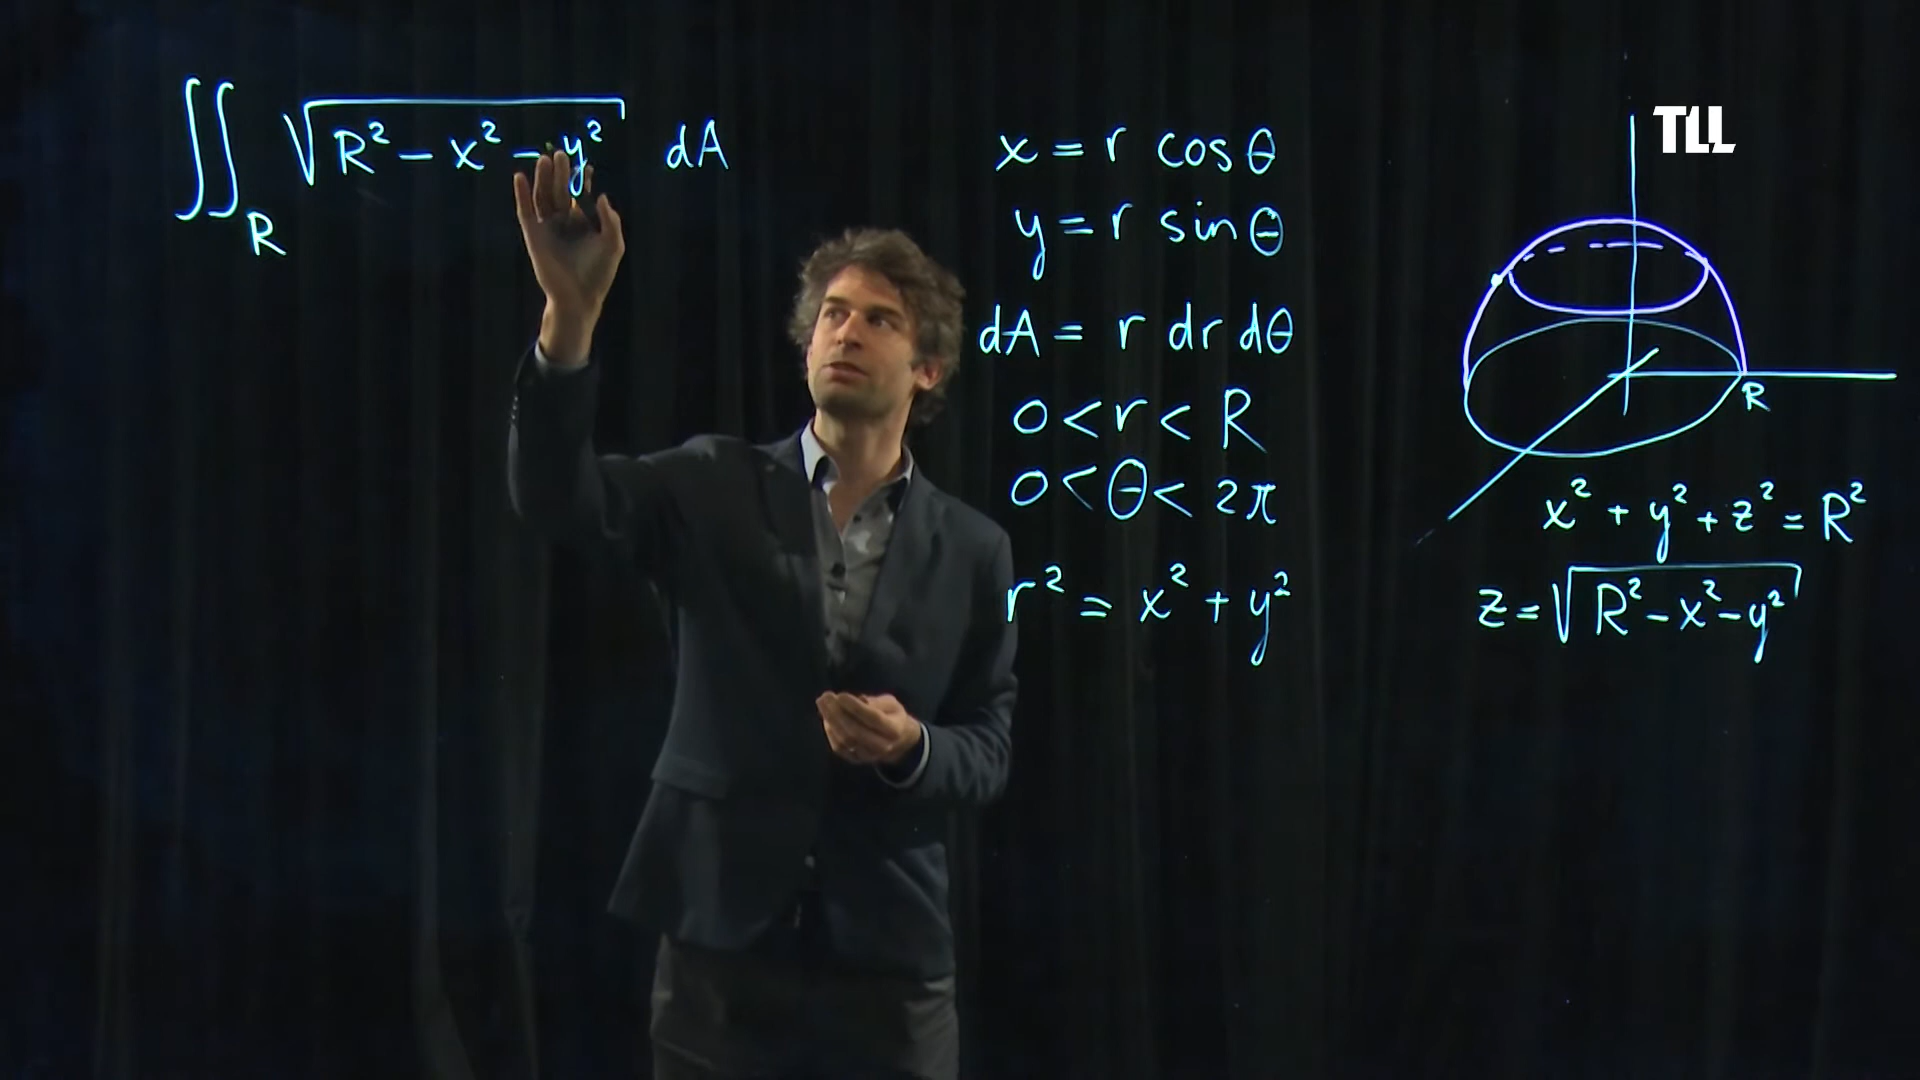 ∬_R √(R² − x² − y²) dA
x = r cos θ
y = r sin θ
dA = r dr dθ
0 < r < R
0 < θ < 2π
r² = x² + y²
TLL
R
x² + y² + z² = R²
z = √(R² − x² − y²)